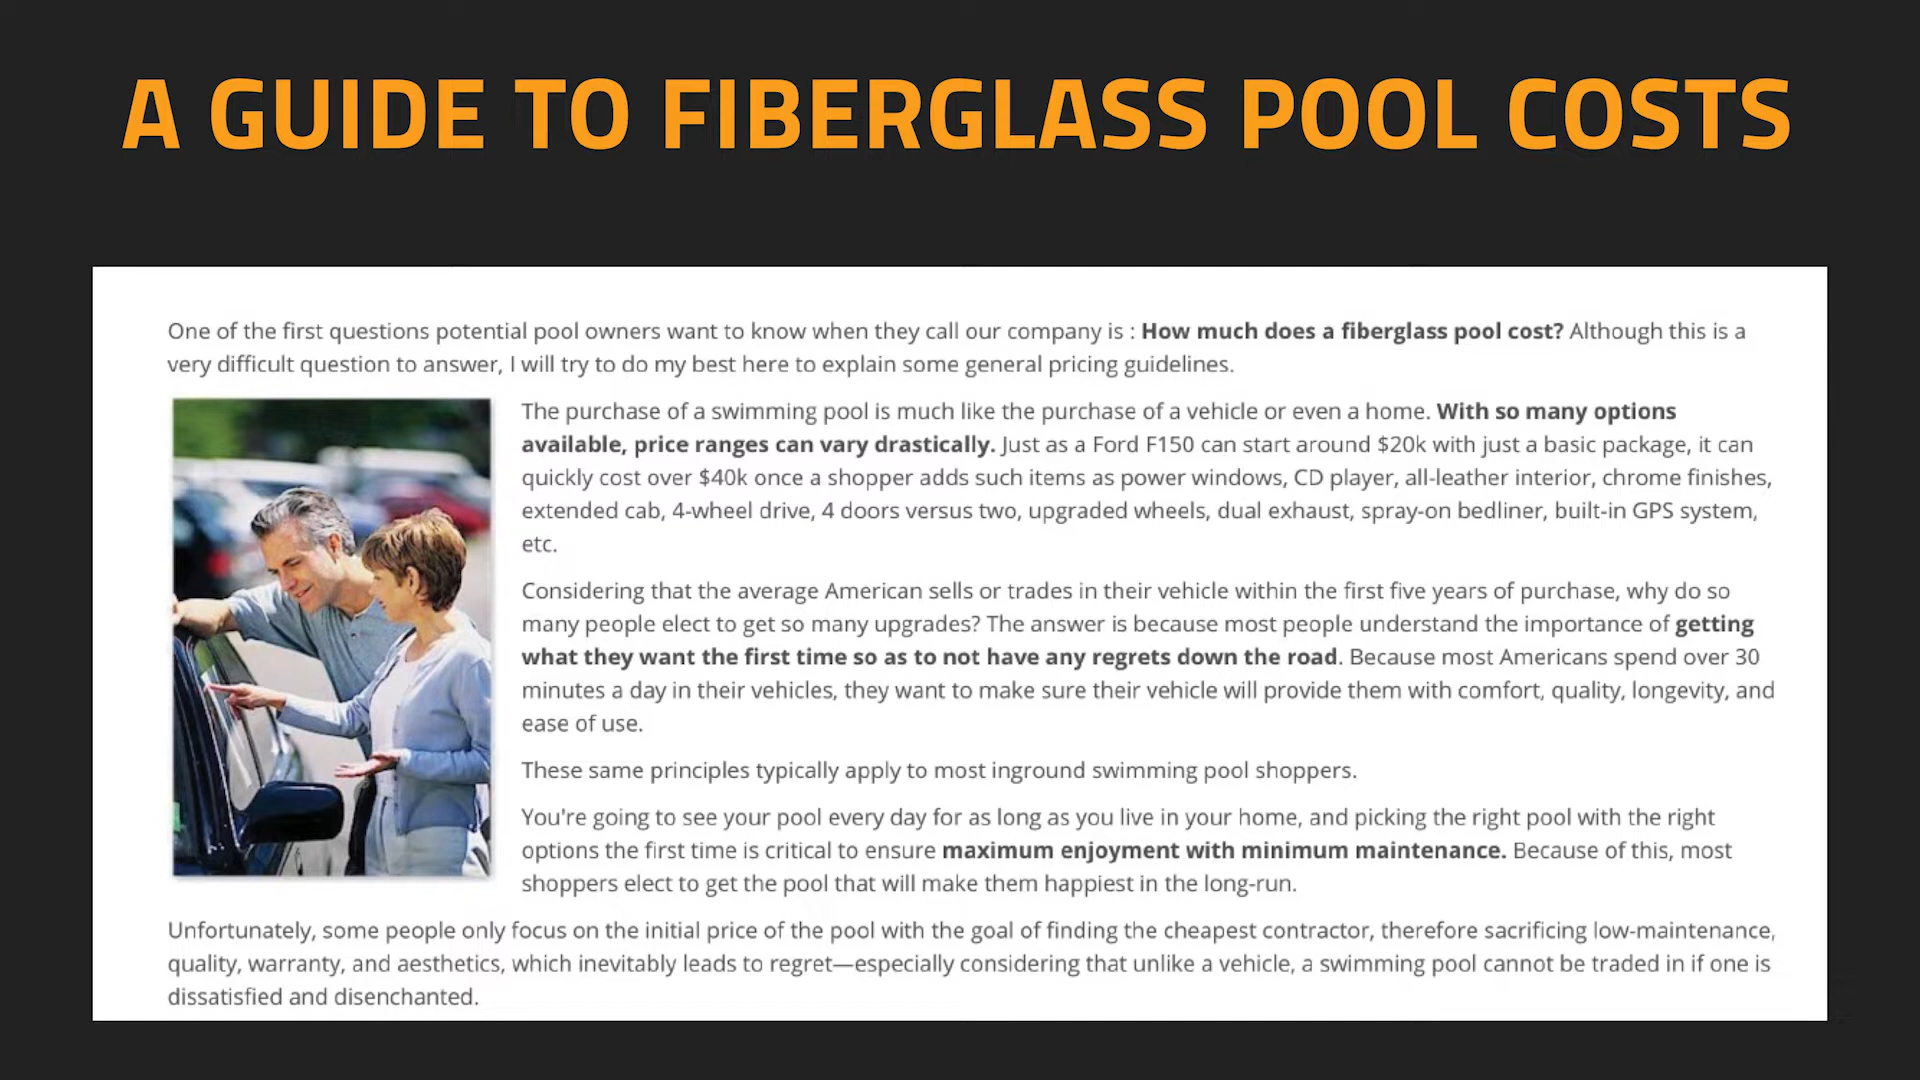 A GUIDE TO FIBERGLASS POOL COSTS
One of the first questions potential pool owners want to know when they call our company is : How much does a fiberglass pool cost? Although this is a
very difficult question to answer, I will try to do my best here to explain some general pricing guidelines.
The purchase of a swimming pool is much like the purchase of a vehicle or even a home. With so many options
available, price ranges can vary drastically. Just as a Ford F150 can start around $20k with just a basic package, it can
quickly cost over $40k once a shopper adds such items as power windows, CD player, all-leather interior, chrome finishes,
extended cab, 4-wheel drive, 4 doors versus two, upgraded wheels, dual exhaust, spray-on bedliner, built-in GPS system,
etc.
Considering that the average American sells or trades in their vehicle within the first five years of purchase, why do so
many people elect to get so many upgrades? The answer is because most people understand the importance of getting
what they want the first time so as to not have any regrets down the road. Because most Americans spend over 30
minutes a day in their vehicles, they want to make sure their vehicle will provide them with comfort, quality, longevity, and
ease of use.
These same principles typically apply to most inground swimming pool shoppers.
You're going to see your pool every day for as long as you live in your home, and picking the right pool with the right
options the first time is critical to ensure maximum enjoyment with minimum maintenance. Because of this, most
shoppers elect to get the pool that will make them happiest in the long-run.
Unfortunately, some people only focus on the initial price of the pool with the goal of finding the cheapest contractor, therefore sacrificing low-maintenance,
quality, warranty, and aesthetics, which inevitably leads to regret—especially considering that unlike a vehicle, a swimming pool cannot be traded in if one is
dissatisfied and disenchanted.